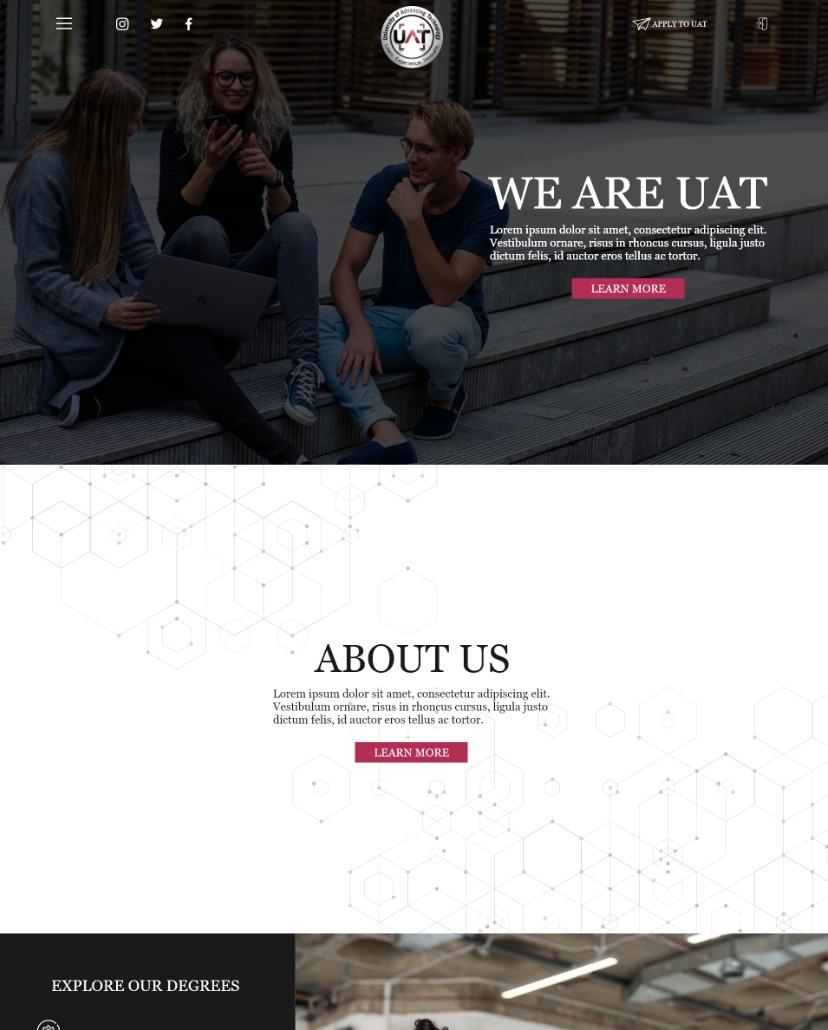 University of Advancing Technology
UAT
Learn, Experience, Innovate.
APPLY TO UAT
WE ARE UAT
Lorem ipsum dolor sit amet, consectetur adipiscing elit.
Vestibulum ornare, risus in rhoncus cursus, ligula justo
dictum felis, id auctor eros tellus ac tortor.
LEARN MORE
ABOUT US
Lorem ipsum dolor sit amet, consectetur adipiscing elit.
Vestibulum ornare, risus in rhoncus cursus, ligula justo
dictum felis, id auctor eros tellus ac tortor.
LEARN MORE
EXPLORE OUR DEGREES